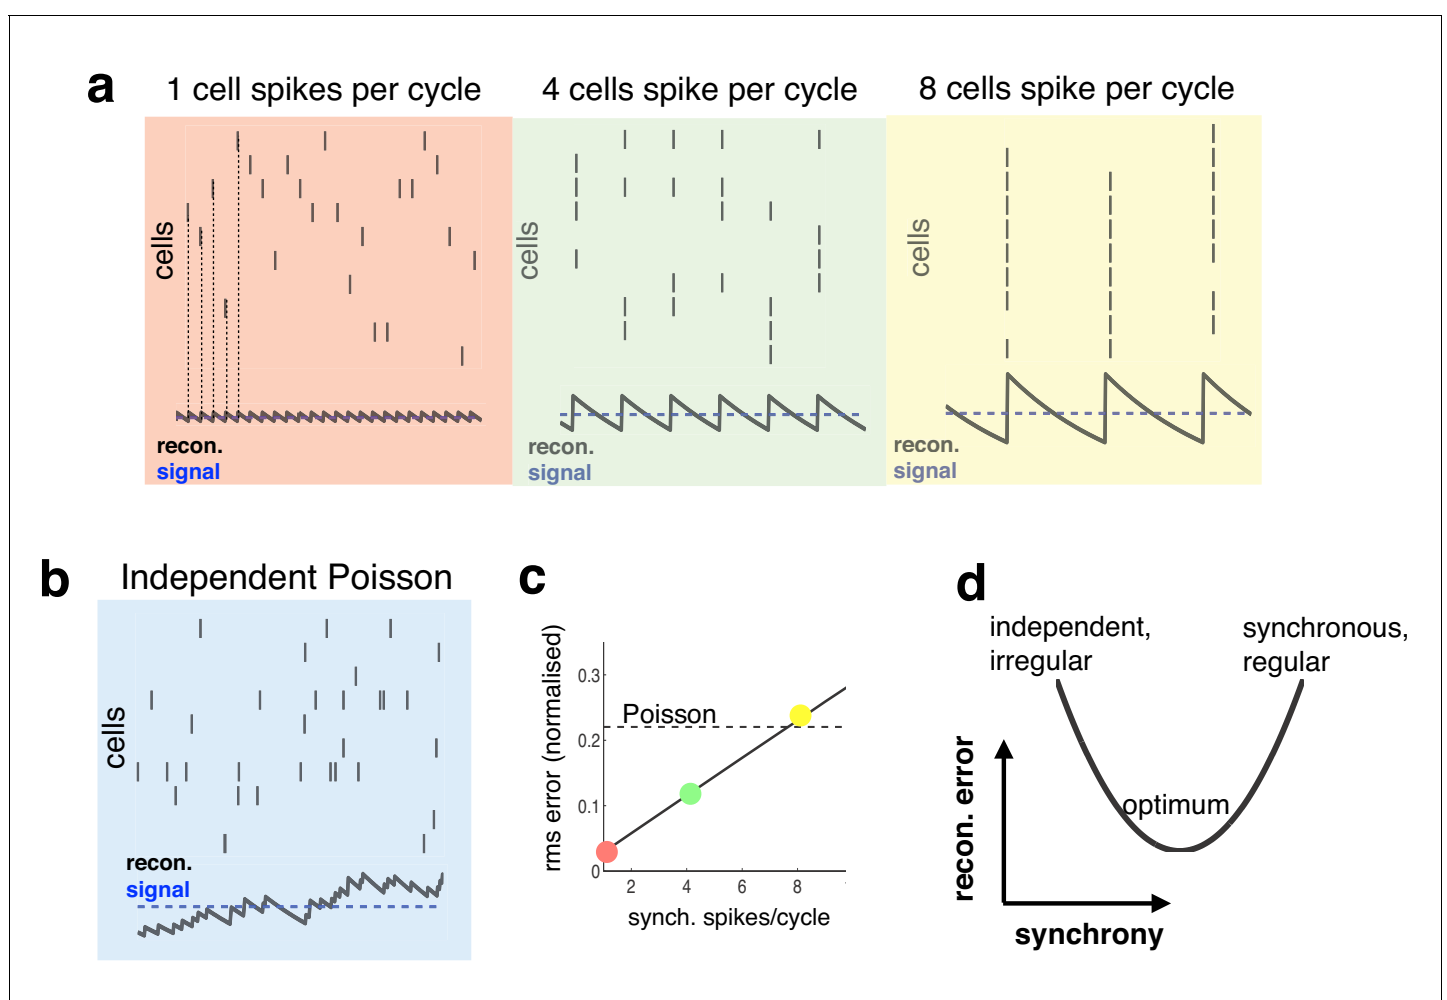 a
1 cell spikes per cycle
4 cells spike per cycle
8 cells spike per cycle
cells
cells
cells
recon.
signal
recon.
signal
recon.
signal
b
Independent Poisson
cells
recon.
signal
c
rms error (normalised)
0.3
0.2
0.1
0
Poisson
2
4
6
8
synch. spikes/cycle
d
independent,
irregular
synchronous,
regular
optimum
recon. error
synchrony